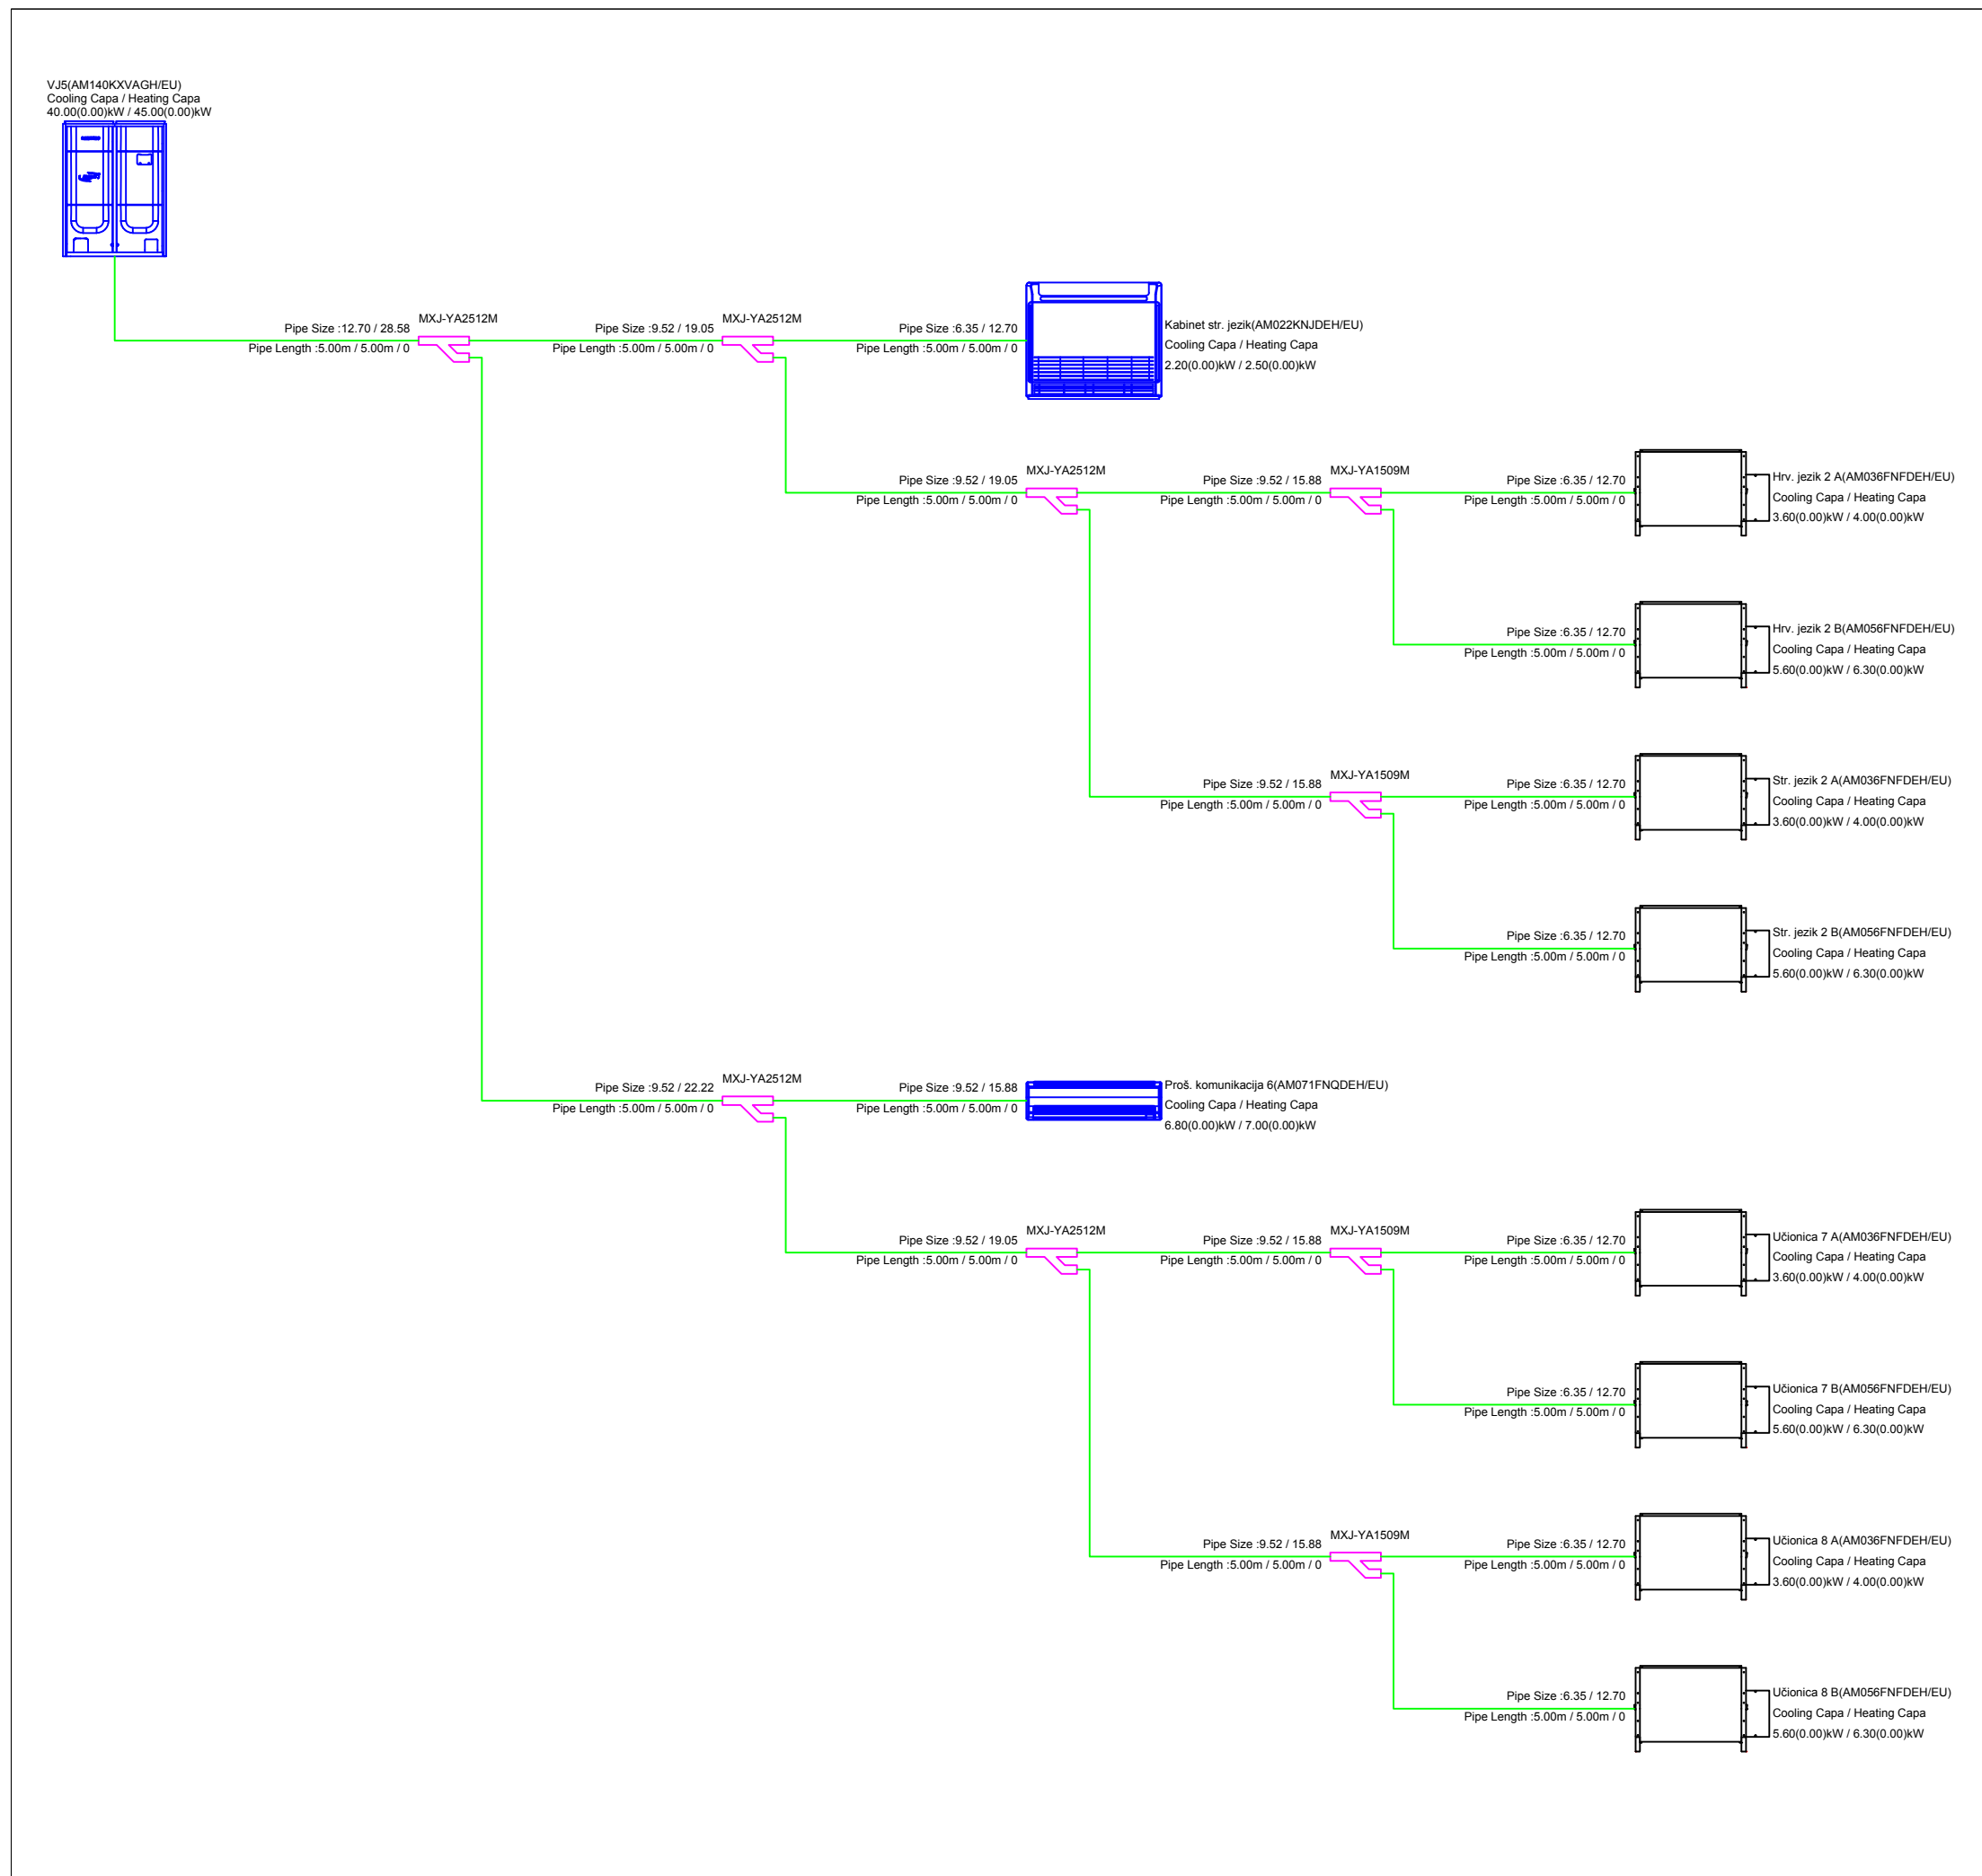 VJ5(AM140KXVAGH/EU)
Cooling Capa / Heating Capa
40.00(0.00)kW / 45.00(0.00)kW
Pipe Size :12.70 / 28.58
Pipe Length :5.00m / 5.00m / 0
MXJ-YA2512M
Pipe Size :9.52 / 19.05
Pipe Length :5.00m / 5.00m / 0
MXJ-YA2512M
Pipe Size :6.35 / 12.70
Pipe Length :5.00m / 5.00m / 0
Kabinet str. jezik(AM022KNJDEH/EU)
Cooling Capa / Heating Capa
2.20(0.00)kW / 2.50(0.00)kW
Pipe Size :9.52 / 19.05
Pipe Length :5.00m / 5.00m / 0
MXJ-YA2512M
Pipe Size :9.52 / 15.88
Pipe Length :5.00m / 5.00m / 0
MXJ-YA1509M
Pipe Size :6.35 / 12.70
Pipe Length :5.00m / 5.00m / 0
Hrv. jezik 2 A(AM036FNFDEH/EU)
Cooling Capa / Heating Capa
3.60(0.00)kW / 4.00(0.00)kW
Pipe Size :6.35 / 12.70
Pipe Length :5.00m / 5.00m / 0
Hrv. jezik 2 B(AM056FNFDEH/EU)
Cooling Capa / Heating Capa
5.60(0.00)kW / 6.30(0.00)kW
Pipe Size :9.52 / 15.88
Pipe Length :5.00m / 5.00m / 0
MXJ-YA1509M
Pipe Size :6.35 / 12.70
Pipe Length :5.00m / 5.00m / 0
Str. jezik 2 A(AM036FNFDEH/EU)
Cooling Capa / Heating Capa
3.60(0.00)kW / 4.00(0.00)kW
Pipe Size :6.35 / 12.70
Pipe Length :5.00m / 5.00m / 0
Str. jezik 2 B(AM056FNFDEH/EU)
Cooling Capa / Heating Capa
5.60(0.00)kW / 6.30(0.00)kW
Pipe Size :9.52 / 22.22
Pipe Length :5.00m / 5.00m / 0
MXJ-YA2512M
Pipe Size :9.52 / 15.88
Pipe Length :5.00m / 5.00m / 0
Proš. komunikacija 6(AM071FNQDEH/EU)
Cooling Capa / Heating Capa
6.80(0.00)kW / 7.00(0.00)kW
Pipe Size :9.52 / 19.05
Pipe Length :5.00m / 5.00m / 0
MXJ-YA2512M
Pipe Size :9.52 / 15.88
Pipe Length :5.00m / 5.00m / 0
MXJ-YA1509M
Pipe Size :6.35 / 12.70
Pipe Length :5.00m / 5.00m / 0
Učionica 7 A(AM036FNFDEH/EU)
Cooling Capa / Heating Capa
3.60(0.00)kW / 4.00(0.00)kW
Pipe Size :6.35 / 12.70
Pipe Length :5.00m / 5.00m / 0
Učionica 7 B(AM056FNFDEH/EU)
Cooling Capa / Heating Capa
5.60(0.00)kW / 6.30(0.00)kW
Pipe Size :9.52 / 15.88
Pipe Length :5.00m / 5.00m / 0
MXJ-YA1509M
Pipe Size :6.35 / 12.70
Pipe Length :5.00m / 5.00m / 0
Učionica 8 A(AM036FNFDEH/EU)
Cooling Capa / Heating Capa
3.60(0.00)kW / 4.00(0.00)kW
Pipe Size :6.35 / 12.70
Pipe Length :5.00m / 5.00m / 0
Učionica 8 B(AM056FNFDEH/EU)
Cooling Capa / Heating Capa
5.60(0.00)kW / 6.30(0.00)kW